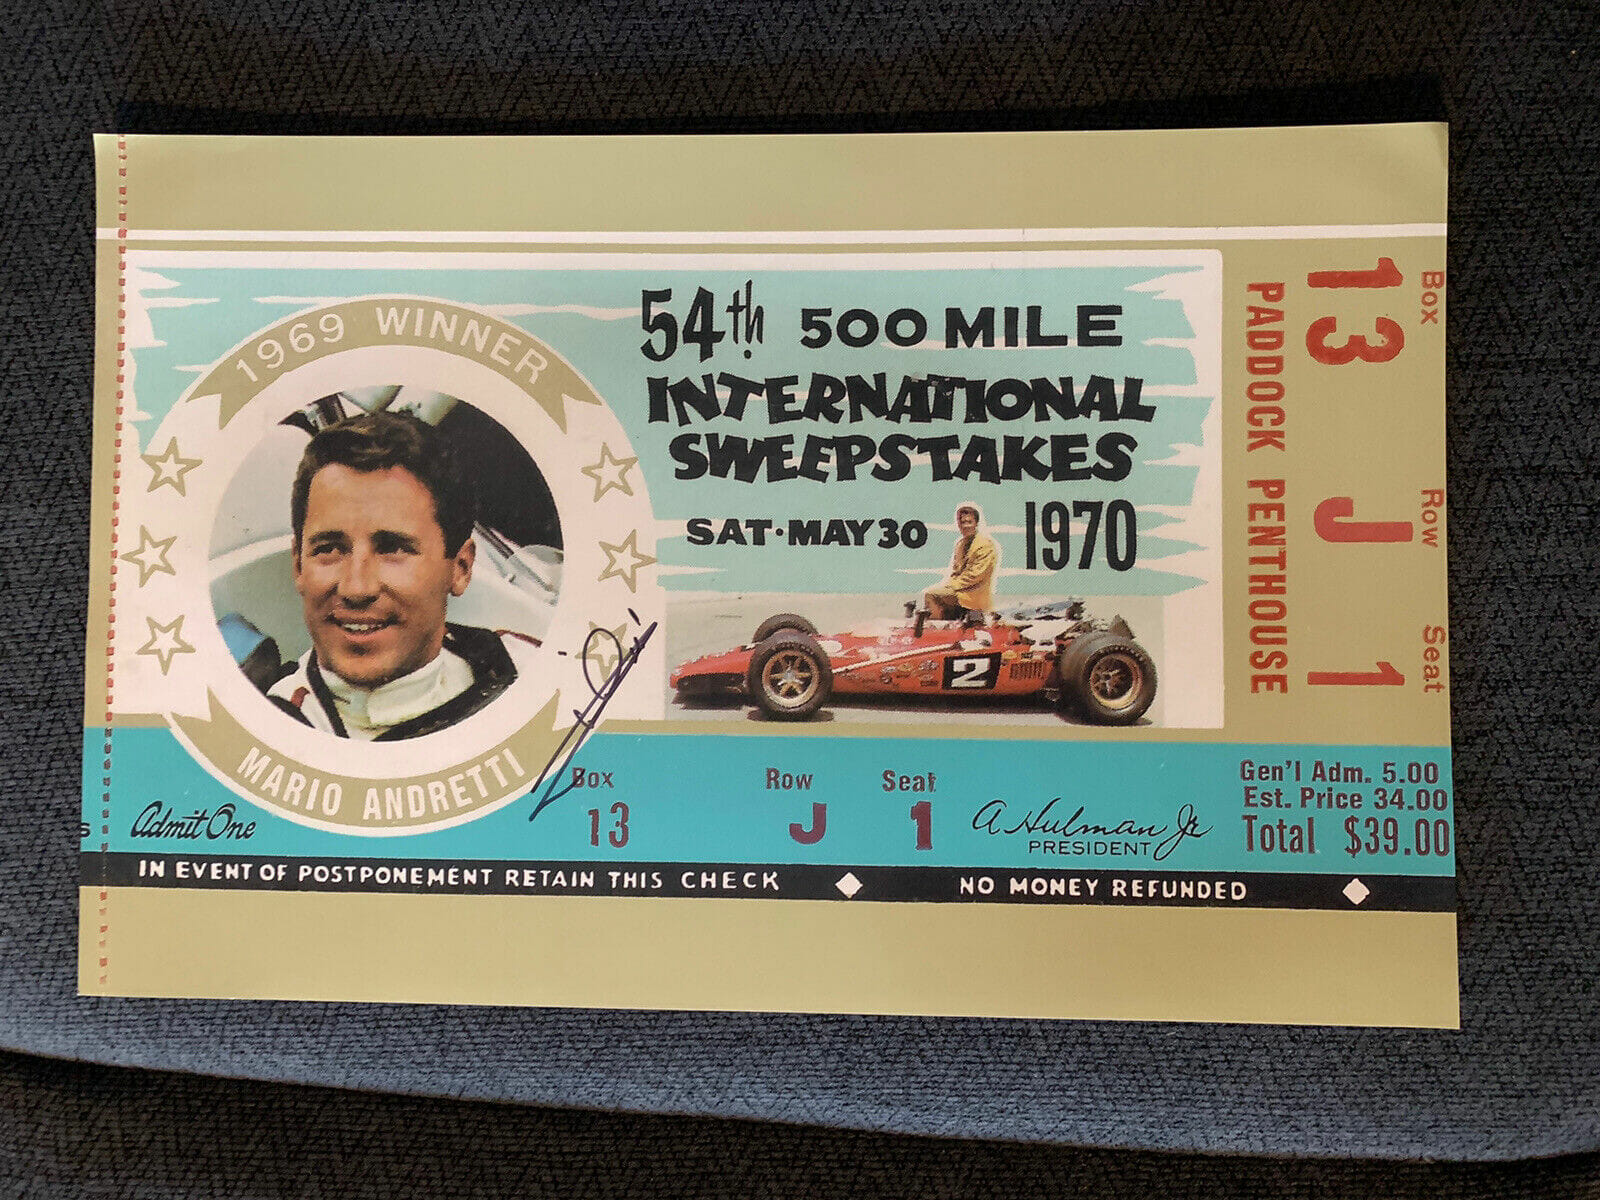 1969 WINNER
MARIO ANDRETTI
54th 500 MILE
INTERNATIONAL
SWEEPSTAKES
SAT·MAY 30 1970
2
Box Row Seat
13 J 1
PADDOCK PENTHOUSE
s Admit One
Box Row Seat
13 J 1
A Hulman Jr
PRESIDENT
Gen'l Adm. 5.00
Est. Price 34.00
Total $39.00
IN EVENT OF POSTPONEMENT RETAIN THIS CHECK NO MONEY REFUNDED